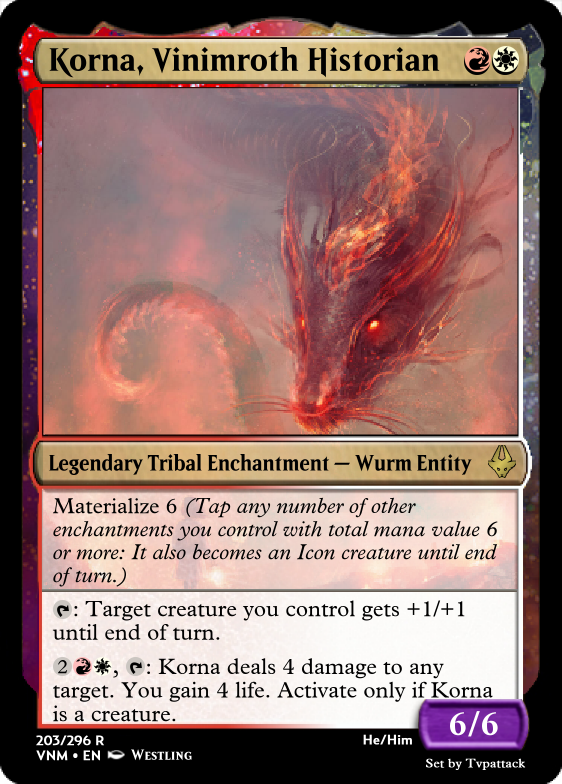 Korna, Vinimroth Historian
Legendary Tribal Enchantment — Wurm Entity
Materialize 6 (Tap any number of other
enchantments you control with total mana value 6
or more: It also becomes an Icon creature until end
of turn.)
: Target creature you control gets +1/+1
until end of turn.
2, : Korna deals 4 damage to any
target. You gain 4 life. Activate only if Korna
is a creature.
6/6
203/296 R
He/Him
VNM • EN Westling
Set by Tvpattack